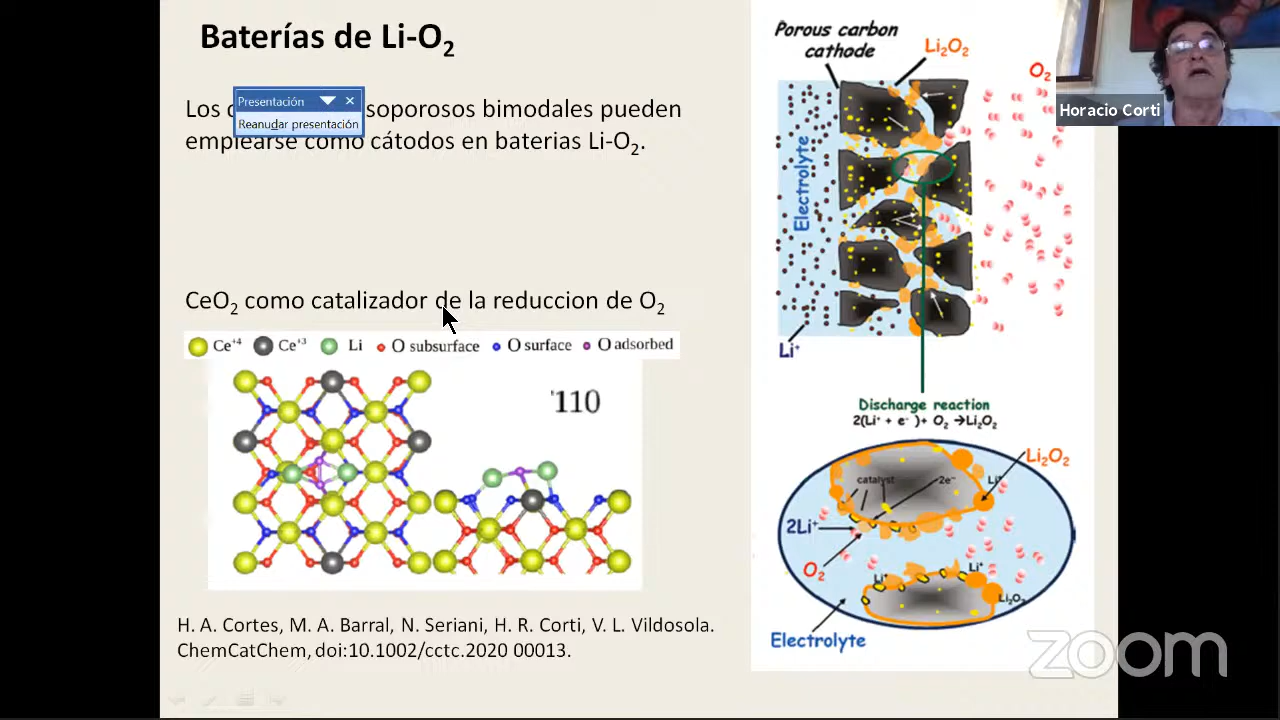 Baterías de Li-O₂
Los soporosos bimodales pueden
emplearse como cátodos en baterias Li-O₂.
Presentación
Reanudar presentación
CeO₂ como catalizador de la reduccion de O₂
Ce⁺⁴ Ce⁺³ Li O subsurface O surface O adsorbed
110
H. A. Cortes, M. A. Barral, N. Seriani, H. R. Corti, V. L. Vildosola.
ChemCatChem, doi:10.1002/cctc.2020 00013.
Porous carbon
cathode
Li₂O₂
O₂
Electrolyte
Li⁺
Discharge reaction
2(Li⁺ + e⁻ )+ O₂ →Li₂O₂
Li₂O₂
catalyst
2e⁻
Li⁺
2Li⁺
O₂
Li⁺
Li⁺
Li₂O₂
Electrolyte
Horacio Corti
zoom